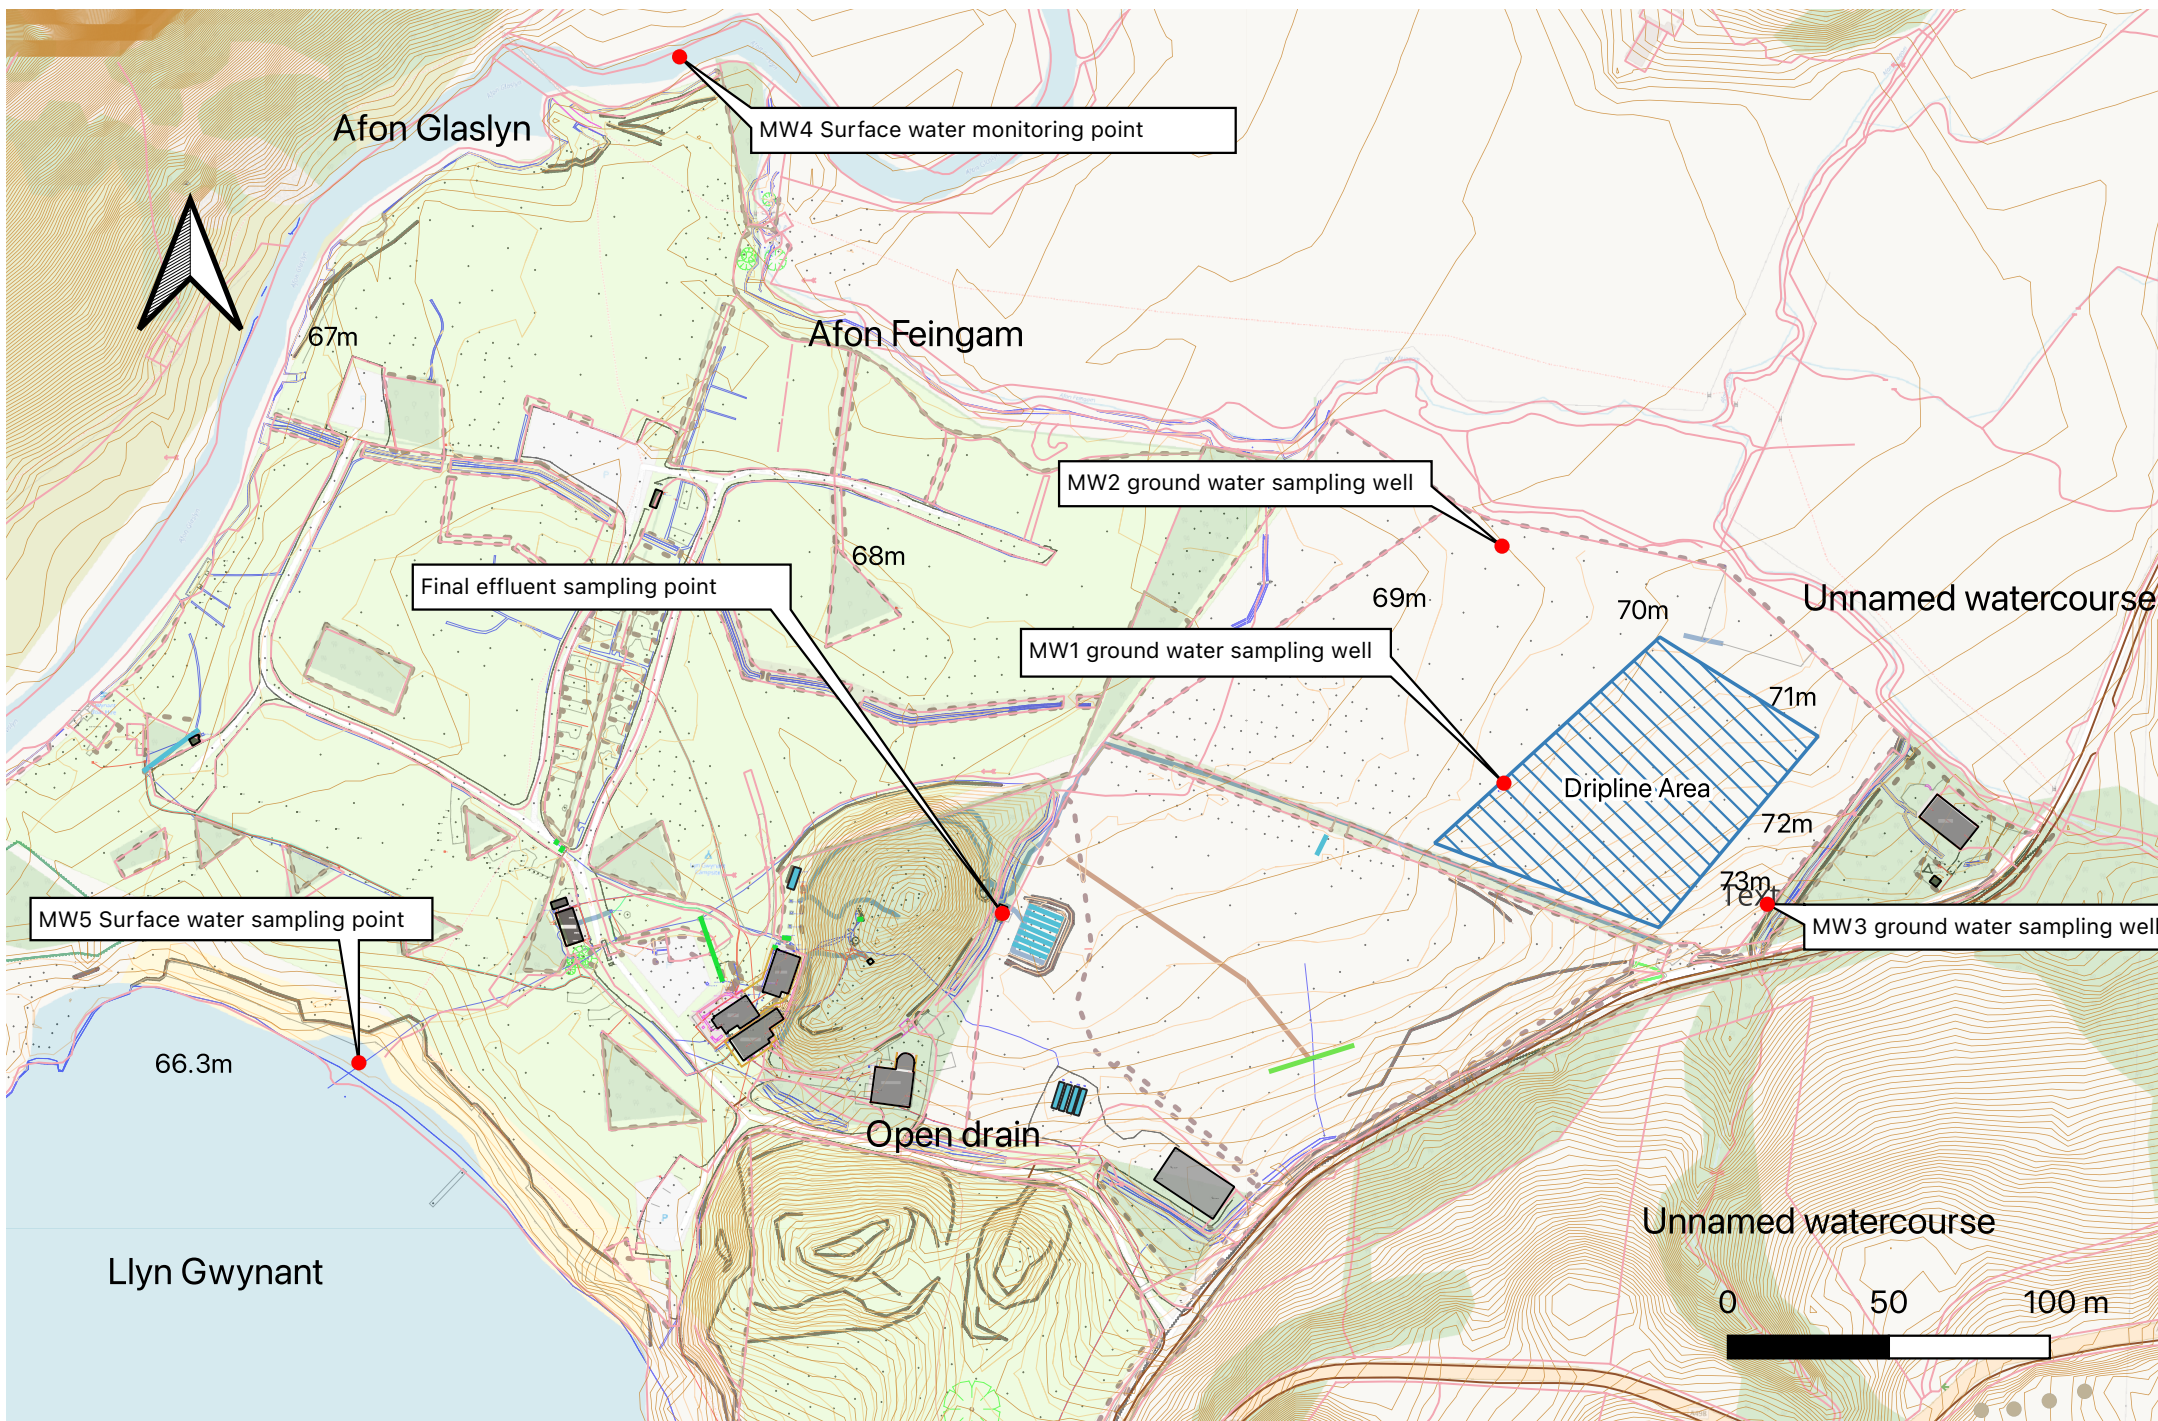 MW4 Surface water monitoring point
Afon Glaslyn
67m
Afon Feingam
MW2 ground water sampling well
68m
Final effluent sampling point
69m
70m
Unnamed watercourse
MW1 ground water sampling well
71m
Dripline Area
72m
73m
Text
MW5 Surface water sampling point
MW3 ground water sampling well
66.3m
Open drain
Unnamed watercourse
Llyn Gwynant
0 50 100 m